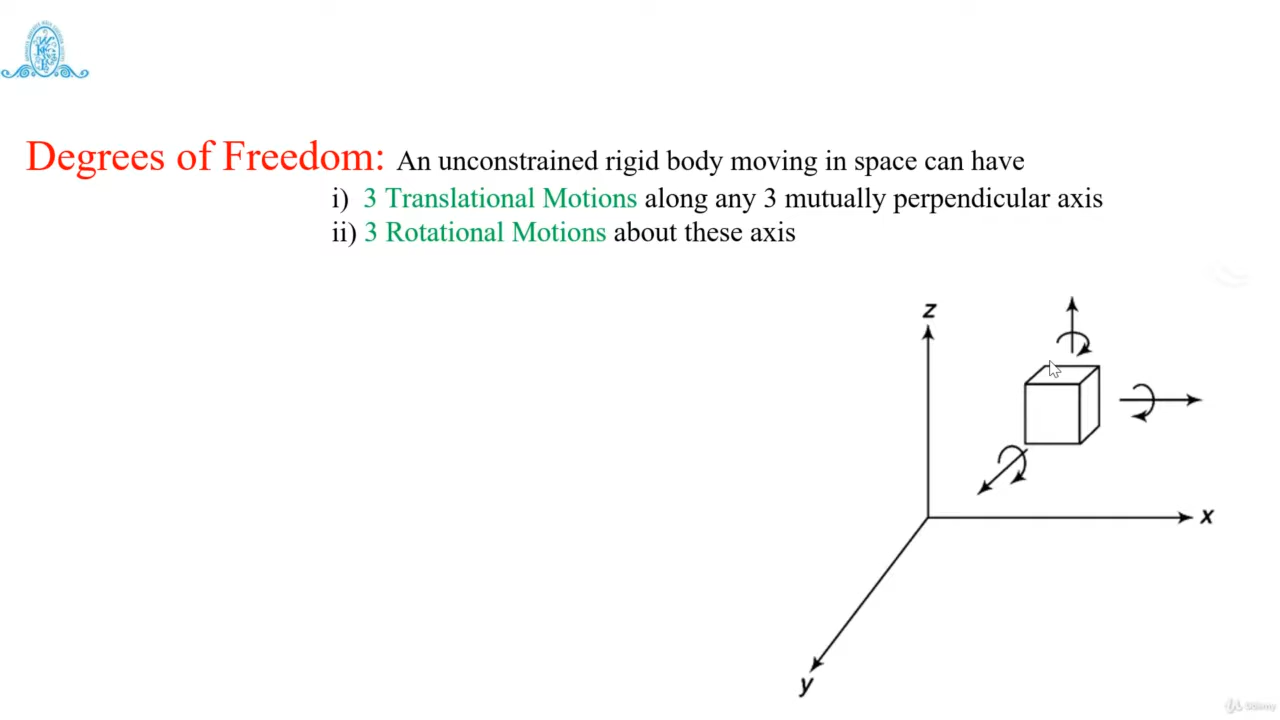 Degrees of Freedom: An unconstrained rigid body moving in space can have
i) 3 Translational Motions along any 3 mutually perpendicular axis
ii) 3 Rotational Motions about these axis
z
x
y
Udemy